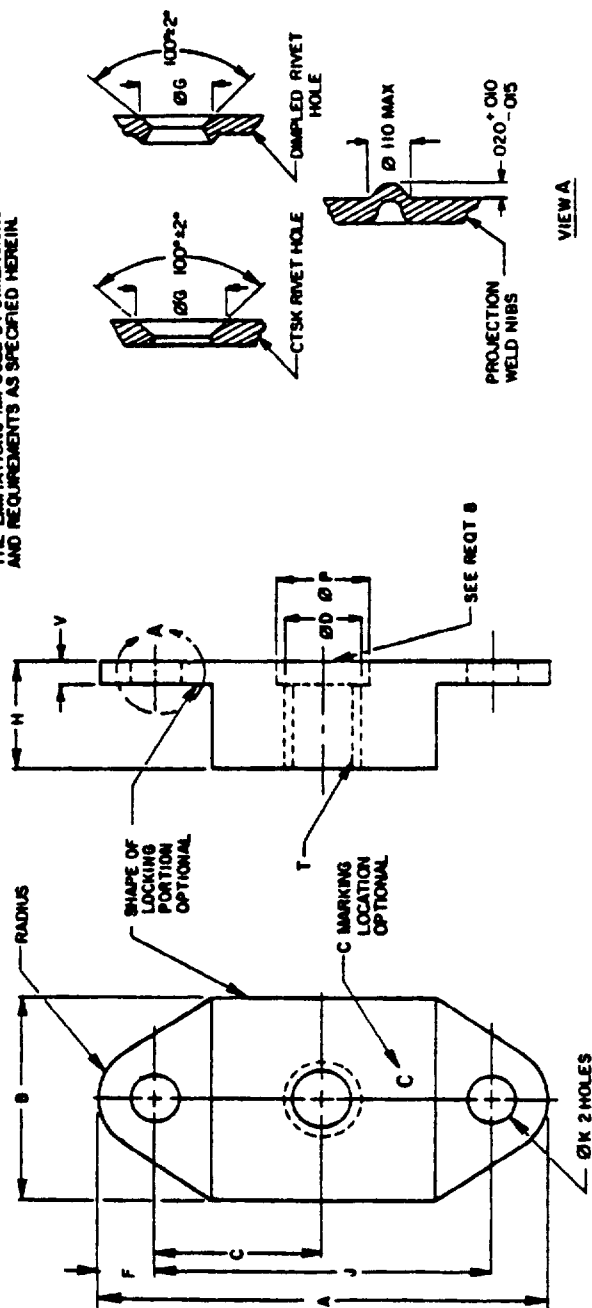 AND REQUIREMENTS AS SPECIFIED HEREIN.
RADIUS
B
SHAPE OF
LOCKING
PORTION
OPTIONAL
C MARKING
LOCATION
OPTIONAL
C
ØK 2 HOLES
F
C
J
A
H
V
A
T
ØD
ØP
SEE REQT 8
100°±2°
ØG
CTSK RIVET HOLE
100°±2°
ØG
DIMPLED RIVET
HOLE
PROJECTION
WELD NIBS
Ø 110 MAX
020 + 010
- 015
VIEW A